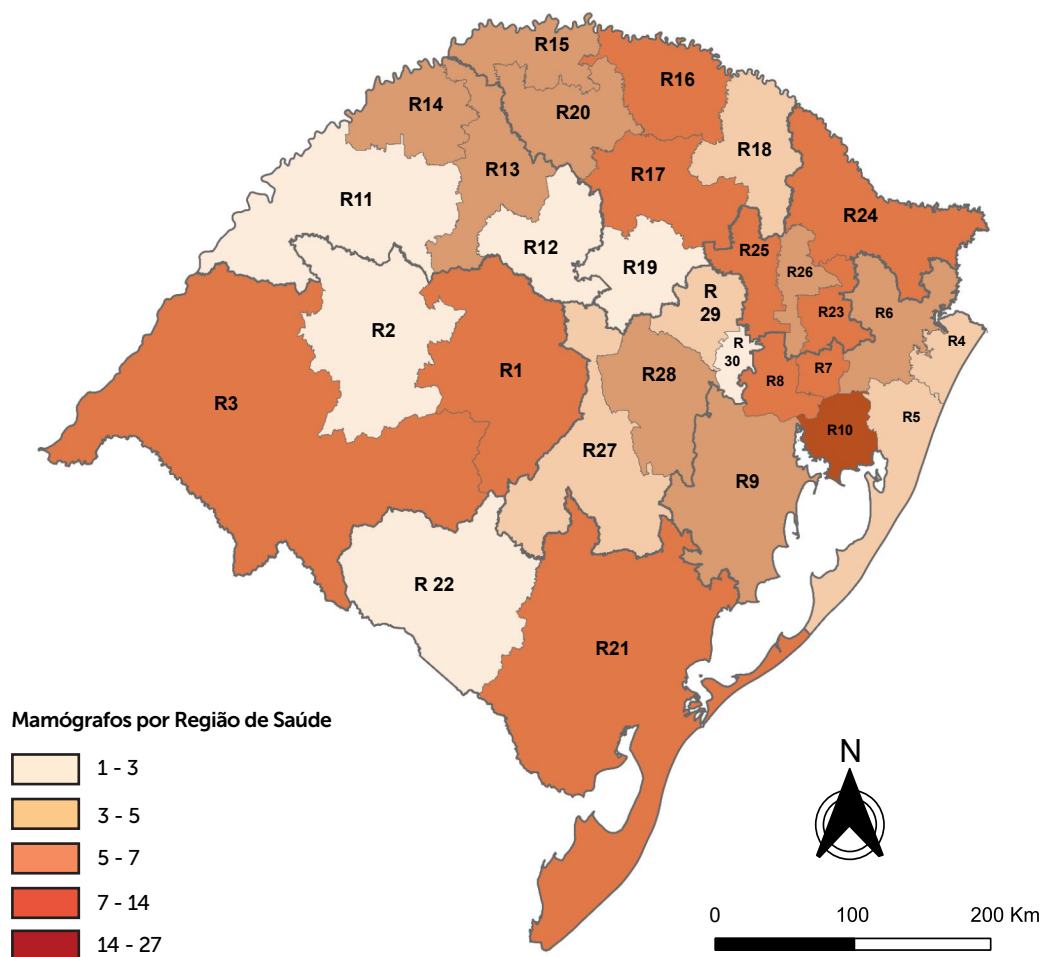 R15
R16
R14
R20
R18
R13
R17
R11
R24
R12
R25
R19
R26
R
29
R23
R6
R2
R
30
R4
R1
R28
R8
R7
R3
R5
R10
R27
R9
R 22
R21
Mamógrafos por Região de Saúde
1 - 3
3 - 5
5 - 7
7 - 14
14 - 27
N
0 100 200 Km